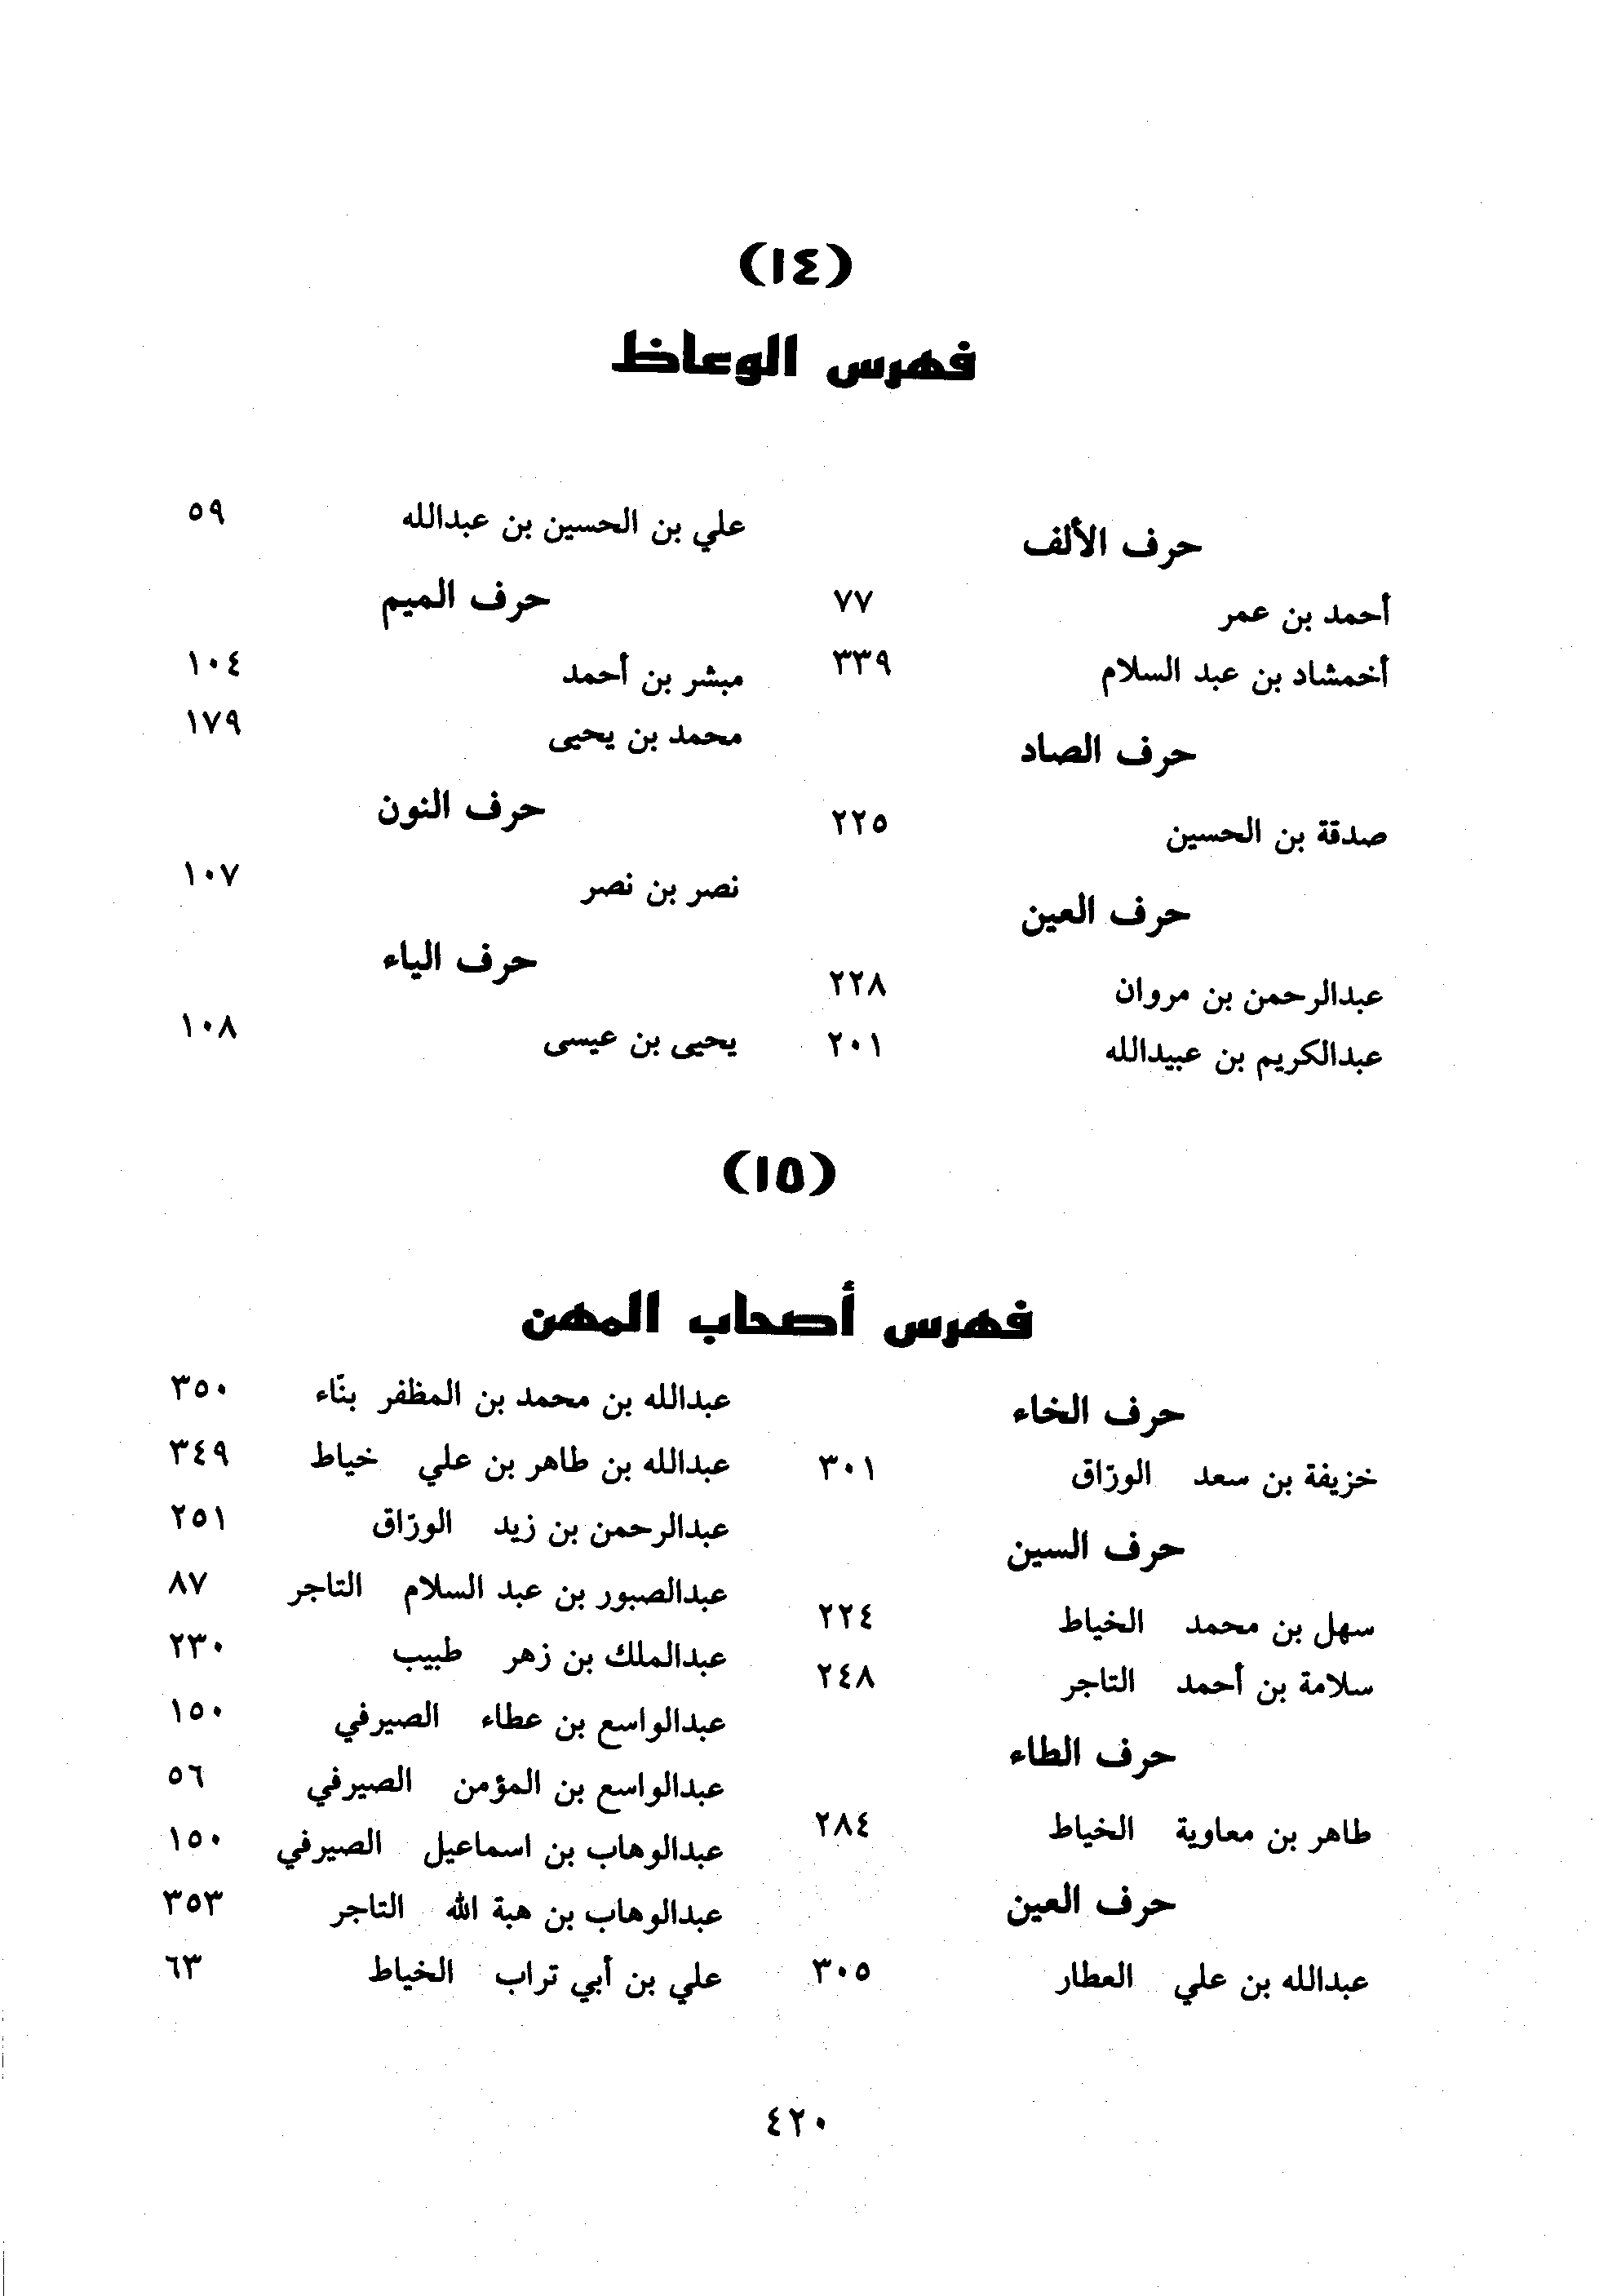 (١٤)
فهرس الوعاظ
حرف الألف
أحمد بن عمر ٧٧
أخمشاد بن عبد السلام ٣٣٩
حرف الصاد
صدقة بن الحسين ٢٢٥
حرف العين
عبدالرحمن بن مروان ٢٢٨
عبدالكريم بن عبيدالله ٢٠١
علي بن الحسين بن عبدالله ٥٩
حرف الميم
مبشر بن أحمد ١٠٤
محمد بن يحيى ١٧٩
حرف النون
نصر بن نصر ١٠٧
حرف الياء
يحيى بن عيسى ١٠٨
(١٥)
فهرس أصحاب المهن
حرف الخاء
خزيفة بن سعد الورّاق ٣٠١
حرف السين
سهل بن محمد الخياط ٢٢٤
سلامة بن أحمد التاجر ٢٤٨
حرف الطاء
طاهر بن معاوية الخياط ٢٨٤
حرف العين
عبدالله بن علي العطار ٣٠٥
عبدالله بن محمد بن المظفر بنّاء ٣٥٠
عبدالله بن طاهر بن علي خياط ٣٤٩
عبدالرحمن بن زيد الورّاق ٢٥١
عبدالصبور بن عبد السلام التاجر ٨٧
عبدالملك بن زهر طبيب ٢٣٠
عبدالواسع بن عطاء الصيرفي ١٥٠
عبدالواسع بن المؤمن الصيرفي ٥٦
عبدالوهاب بن اسماعيل الصيرفي ١٥٠
عبدالوهاب بن هبة الله التاجر ٣٥٣
علي بن أبي تراب الخياط ٦٣
٤٢٠